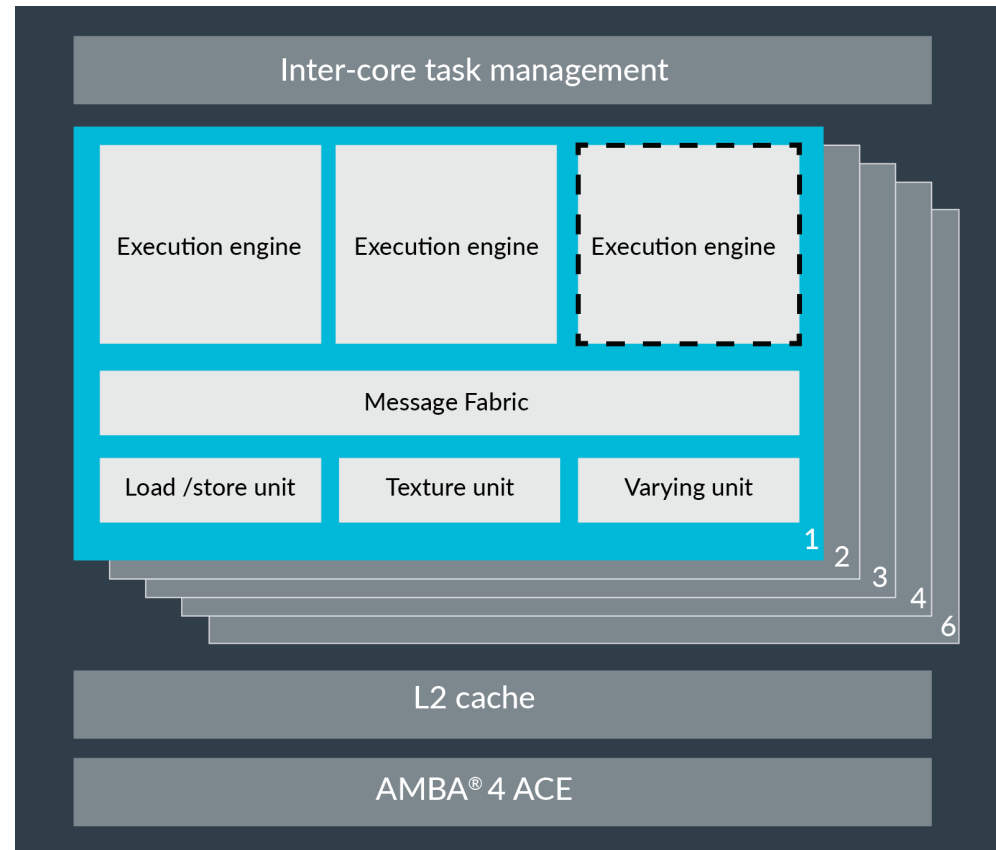 Inter-core task management
Execution engine Execution engine Execution engine
Message Fabric
Load /store unit Texture unit Varying unit
1
2
3
4
6
L2 cache
AMBA® 4 ACE